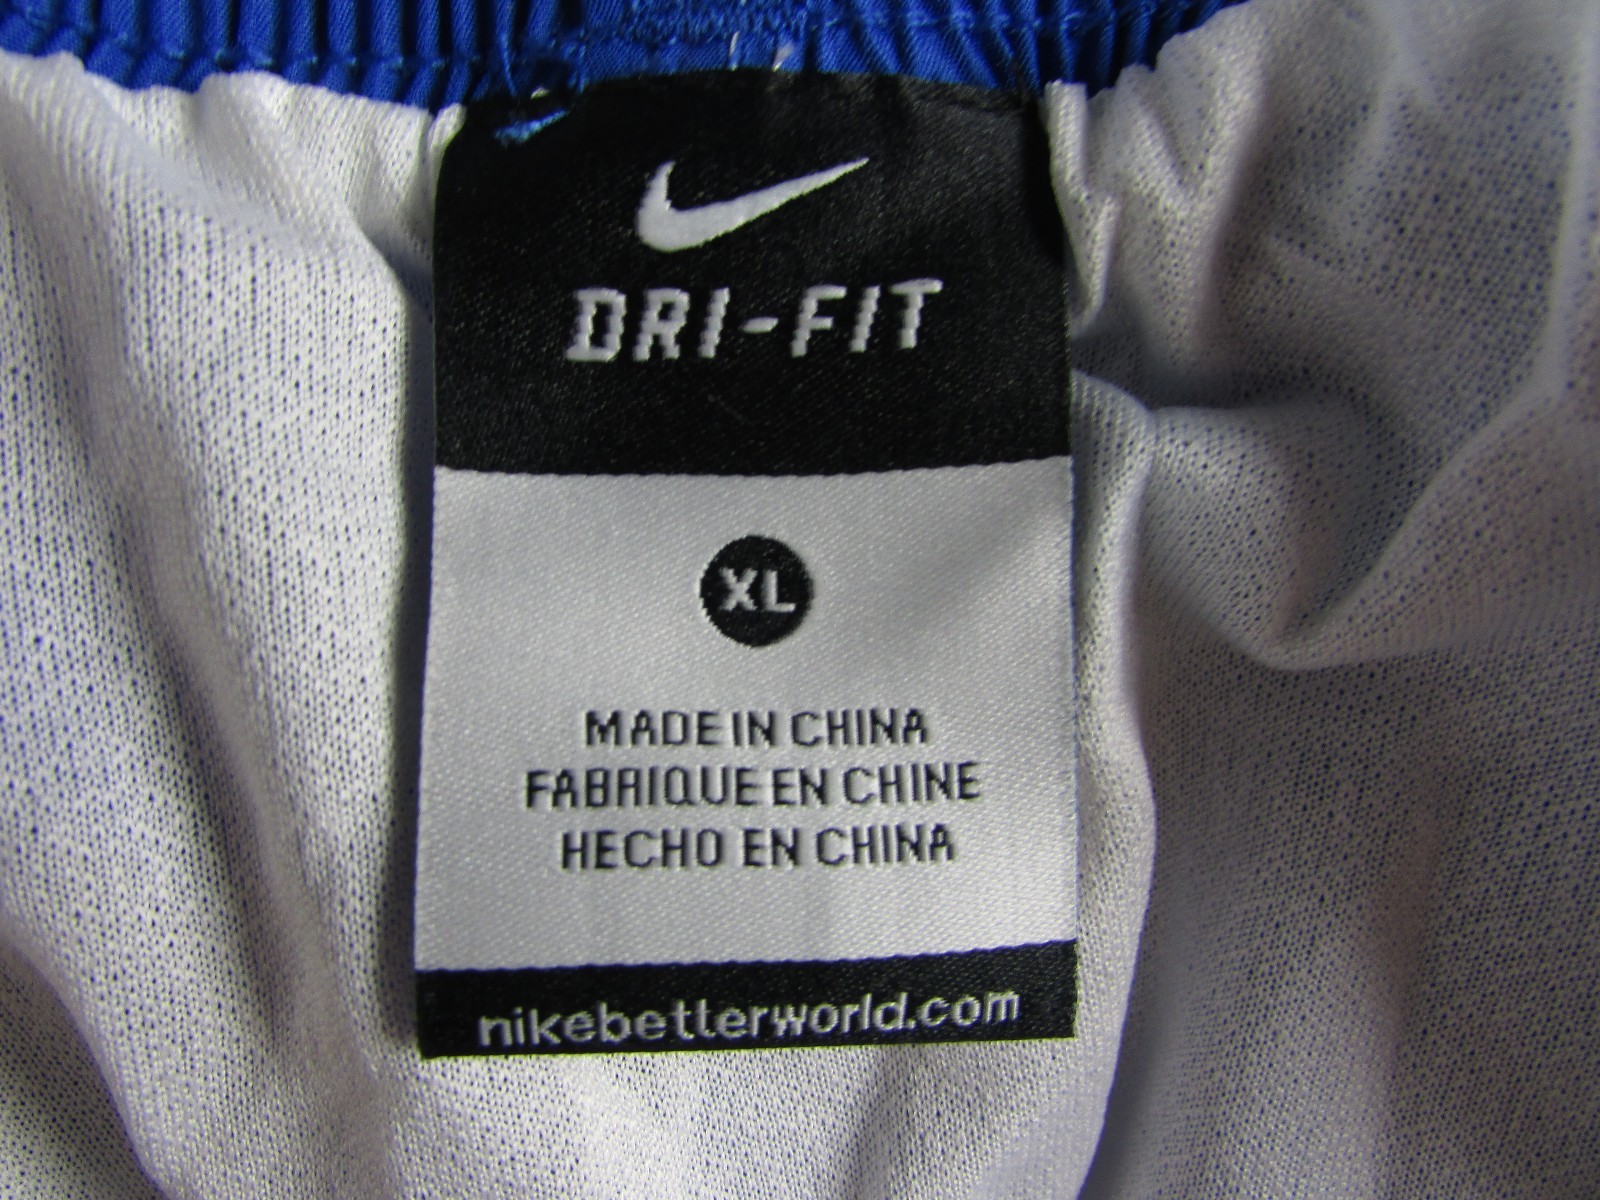 DRI-FIT
XL
MADE IN CHINA
FABRIQUE EN CHINE
HECHO EN CHINA
nikebetterworld.com